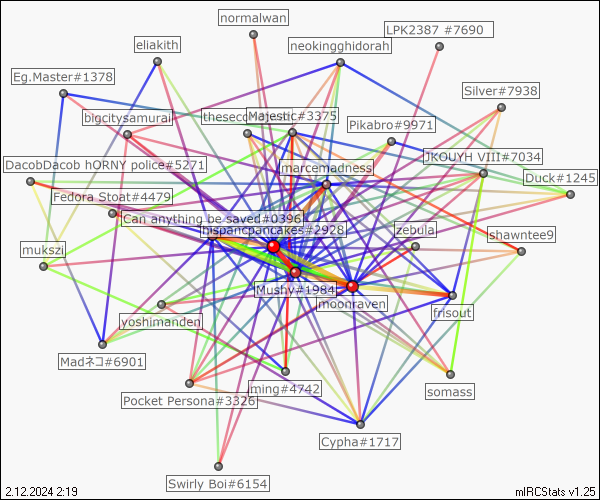 normalwan
LPK2387 #7690
eliakith
neokingghidorah
Eg.Master#1378
Silver#7938
bigcitysamurai
Majestic#3375
Pikabro#9971
DacobDacob hORNY police#5271
marcemadness
JKOUYH VIII#7034
Duck#1245
Fedora Stoat#4479
Can anything be saved#0396
hispancpancakes#2928
zebula
shawntee9
mukszi
Mushy#1984
moonraven
frisout
yoshimanden
Madネコ#6901
ming#4742
somass
Pocket Persona#3326
Cypha#1717
Swirly Boi#6154
2.12.2024 2:19
mIRCStats v1.25